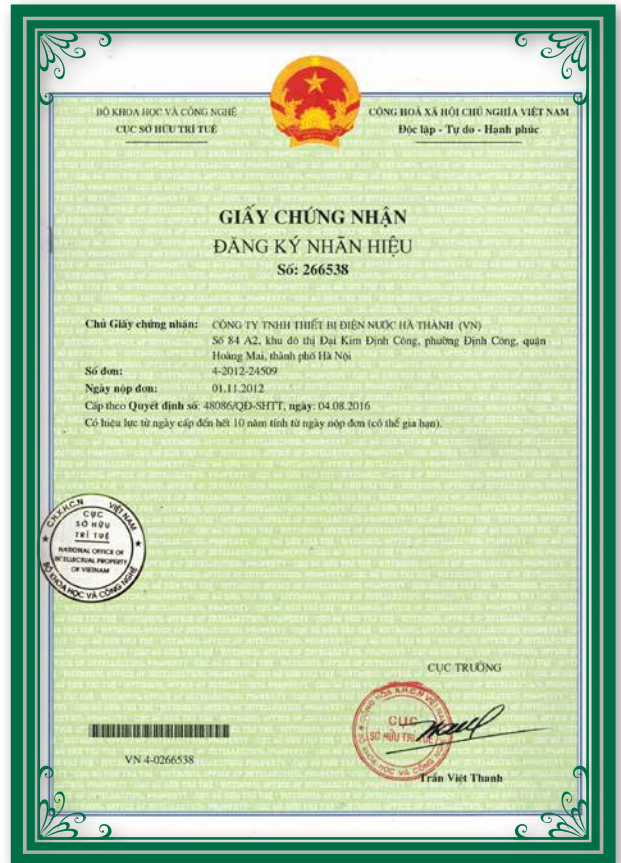 BỘ KHOA HỌC VÀ CÔNG NGHỆ
CỤC SỞ HỮU TRÍ TUỆ
CỘNG HOÀ XÃ HỘI CHỦ NGHĨA VIỆT NAM
Độc lập - Tự do - Hạnh phúc
GIẤY CHỨNG NHẬN
ĐĂNG KÝ NHÃN HIỆU
Số: 266538
Chủ Giấy chứng nhận: CÔNG TY TNHH THIẾT BỊ ĐIỆN NƯỚC HÀ THÀNH (VN)
Số 84 A2, khu đô thị Đại Kim Định Công, phường Định Công, quận
Hoàng Mai, thành phố Hà Nội
Số đơn: 4-2012-24509
Ngày nộp đơn: 01.11.2012
Cấp theo Quyết định số: 48086/QĐ-SHTT, ngày: 04.08.2016
Có hiệu lực từ ngày cấp đến hết 10 năm tính từ ngày nộp đơn (có thể gia hạn).
C.N.X.H.C.N VIỆT NAM
CỤC
SỞ HỮU
TRÍ TUỆ
NATIONAL OFFICE OF
INTELLECTUAL PROPERTY
OF VIETNAM
BỘ KHOA HỌC VÀ CÔNG NGHỆ
CỤC TRƯỞNG
CỤC
SỞ HỮU TRÍ TUỆ
VN 4-0266538
Trần Việt Thanh